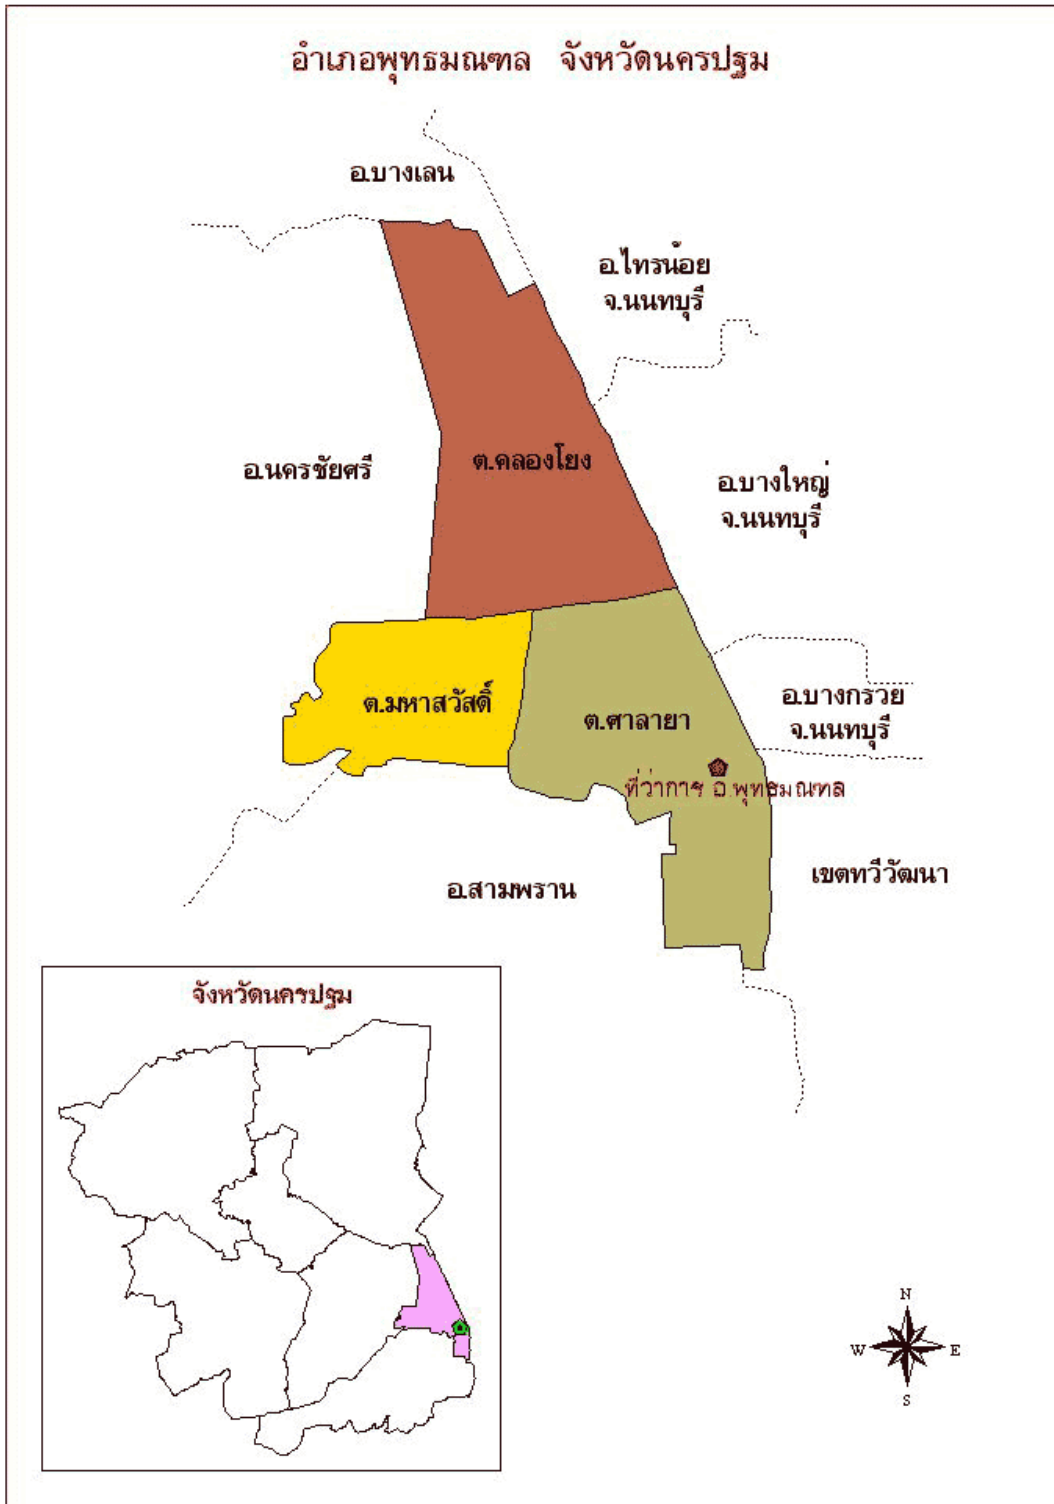 อำเภอพุทธมณฑล จังหวัดนครปฐม
อ.บางเลน
อ.ไทรน้อย
จ.นนทบุรี
อ.นครชัยศรี
ต.คลองโยง
อ.บางใหญ่
จ.นนทบุรี
ต.มหาสวัสดิ์
ต.ศาลายา
อ.บางกรวย
จ.นนทบุรี
ที่ว่าการ อ.พุทธมณฑล
อ.สามพราน
เขตทวีวัฒนา
จังหวัดนครปฐม
N
W
E
S